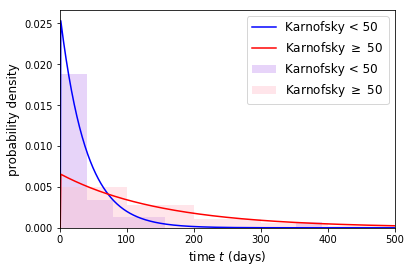 Karnofsky < 50
Karnofsky ≥ 50
Karnofsky < 50
Karnofsky ≥ 50
probability density
0.025
0.020
0.015
0.010
0.005
0.000
0 100 200 300 400 500
time t (days)